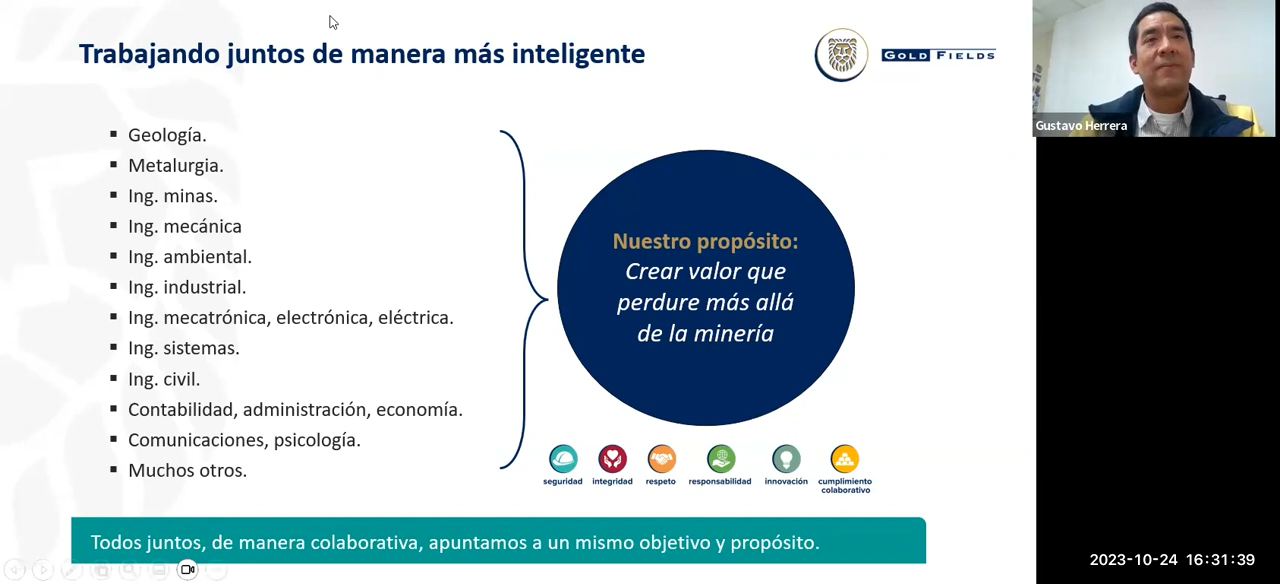 Trabajando juntos de manera más inteligente
GOLD FIELDS
Gustavo Herrera
▪ Geología.
▪ Metalurgia.
▪ Ing. minas.
▪ Ing. mecánica
▪ Ing. ambiental.
▪ Ing. industrial.
▪ Ing. mecatrónica, electrónica, eléctrica.
▪ Ing. sistemas.
▪ Ing. civil.
▪ Contabilidad, administración, economía.
▪ Comunicaciones, psicología.
▪ Muchos otros.
Nuestro propósito:
Crear valor que
perdure más allá
de la minería
seguridad
integridad
respeto
responsabilidad
innovación
cumplimiento
colaborativo
Todos juntos, de manera colaborativa, apuntamos a un mismo objetivo y propósito.
2023-10-24 16:31:39